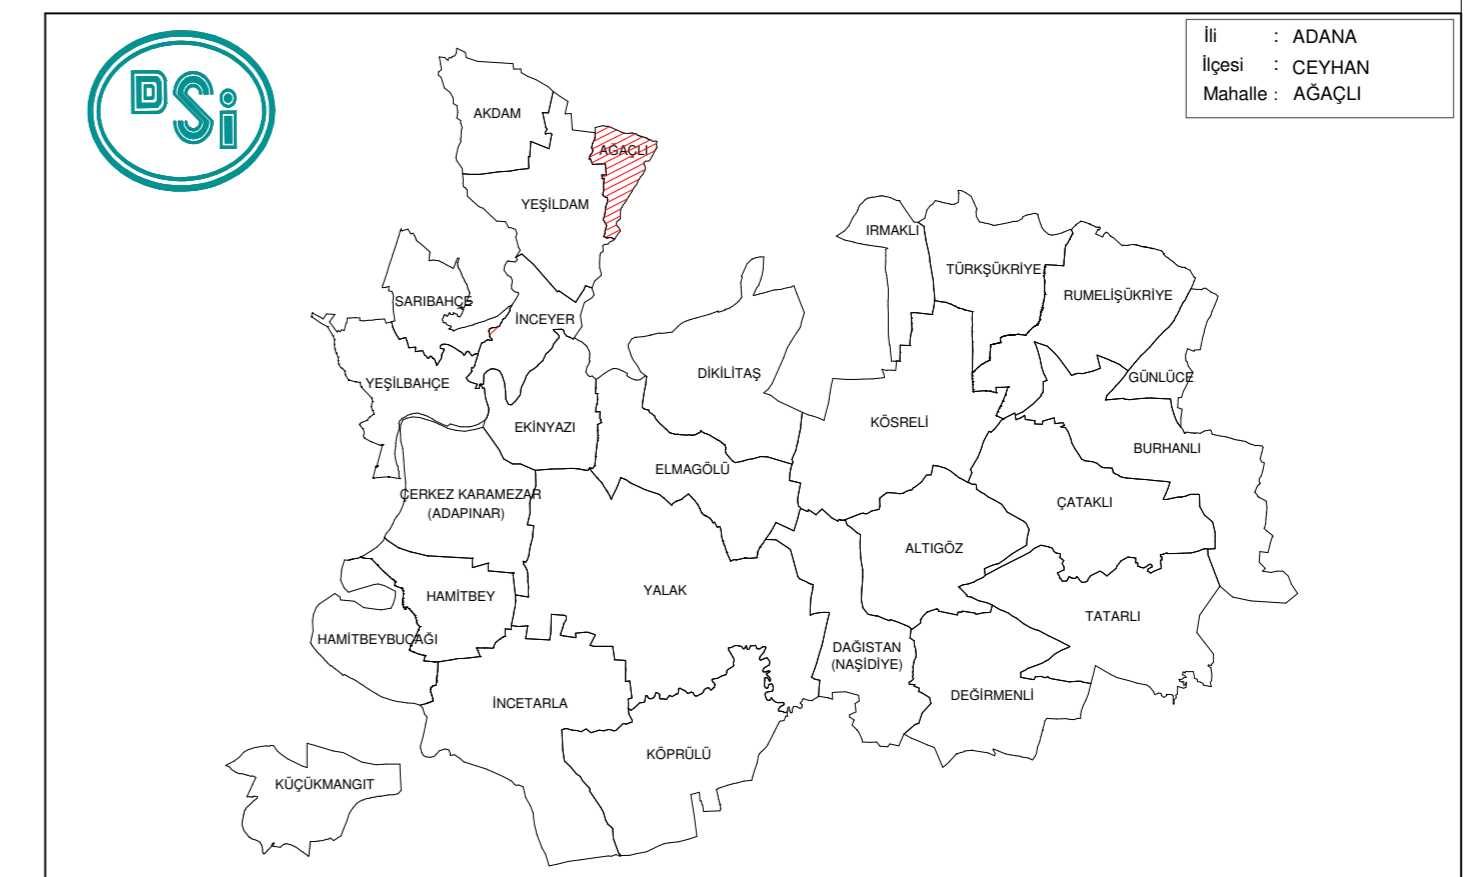 DSi
İli : ADANA
İlçesi : CEYHAN
Mahalle : AĞAÇLI
AKDAM
AĞAÇLI
YEŞİLDAM
IRMAKLI
TÜRKŞÜKRİYE
RUMELİŞÜKRİYE
SARIBAHÇE
İNCEYER
DİKİLİTAŞ
GÜNLÜCE
YEŞİLBAHÇE
KÖSRELİ
EKİNYAZI
BURHANLI
ELMAGÖLÜ
ÇERKEZ KARAMEZAR
(ADAPINAR)
ÇATAKLI
ALTIGÖZ
YALAK
HAMİTBEY
TATARLI
HAMİTBEYBUCAĞI
DAĞISTAN
(NAŞİDİYE)
DEĞİRMENLİ
İNCETARLA
KÖPRÜLÜ
KÜÇÜKMANGIT